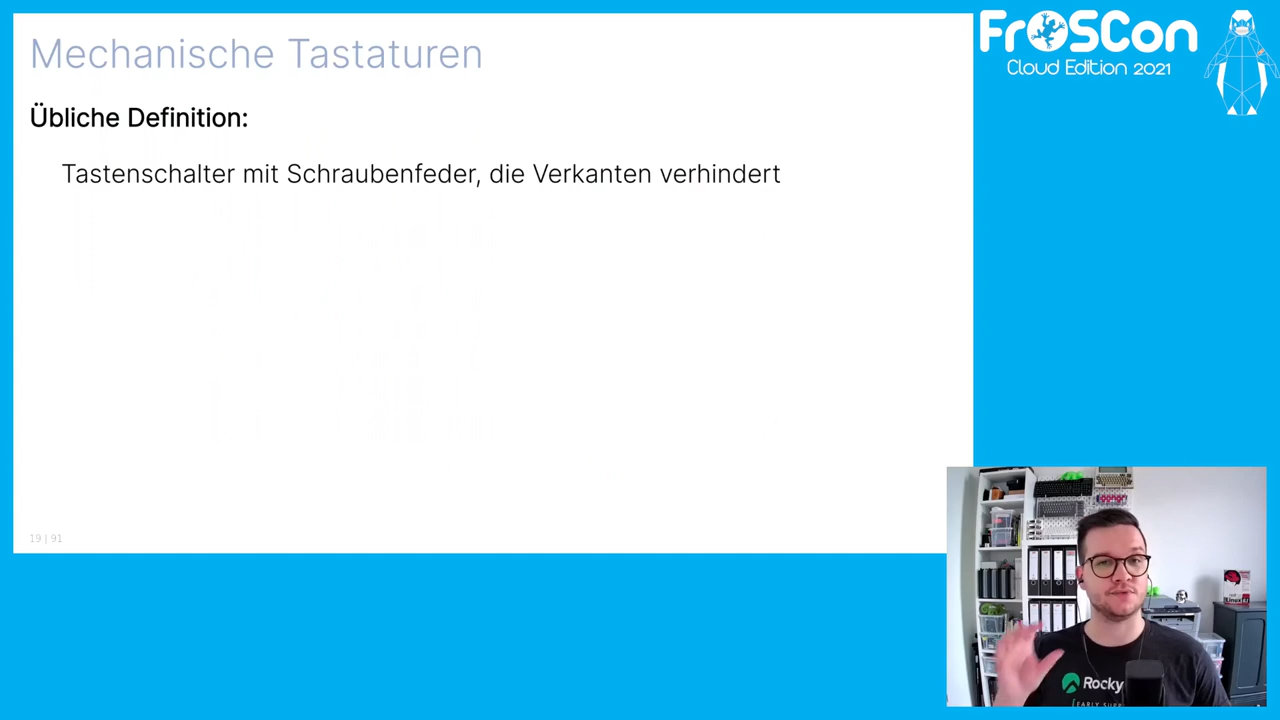 Mechanische Tastaturen
FrOSCon
Cloud Edition 2021
Übliche Definition:
Tastenschalter mit Schraubenfeder, die Verkanten verhindert
19 | 91
Rocky